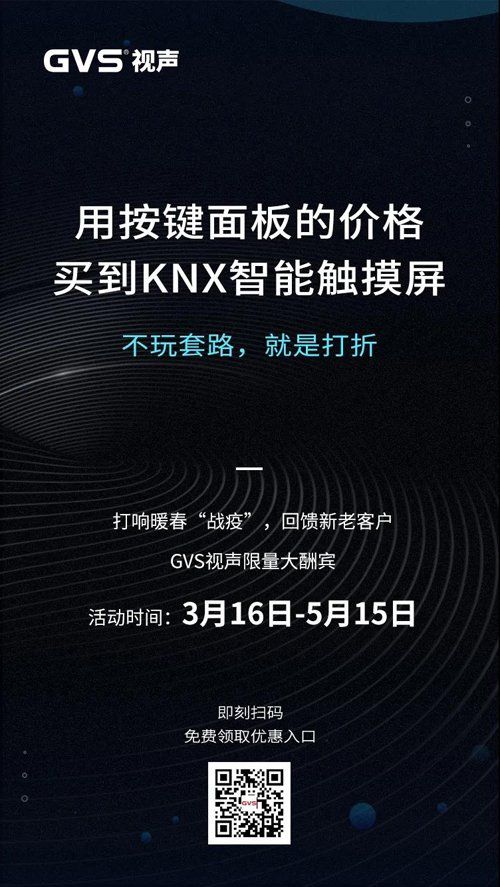 GVS®视声
用按键面板的价格
买到KNX智能触摸屏
不玩套路，就是打折
打响暖春“战疫”，回馈新老客户
GVS视声限量大酬宾
活动时间：3月16日-5月15日
即刻扫码
免费领取优惠入口
GVS